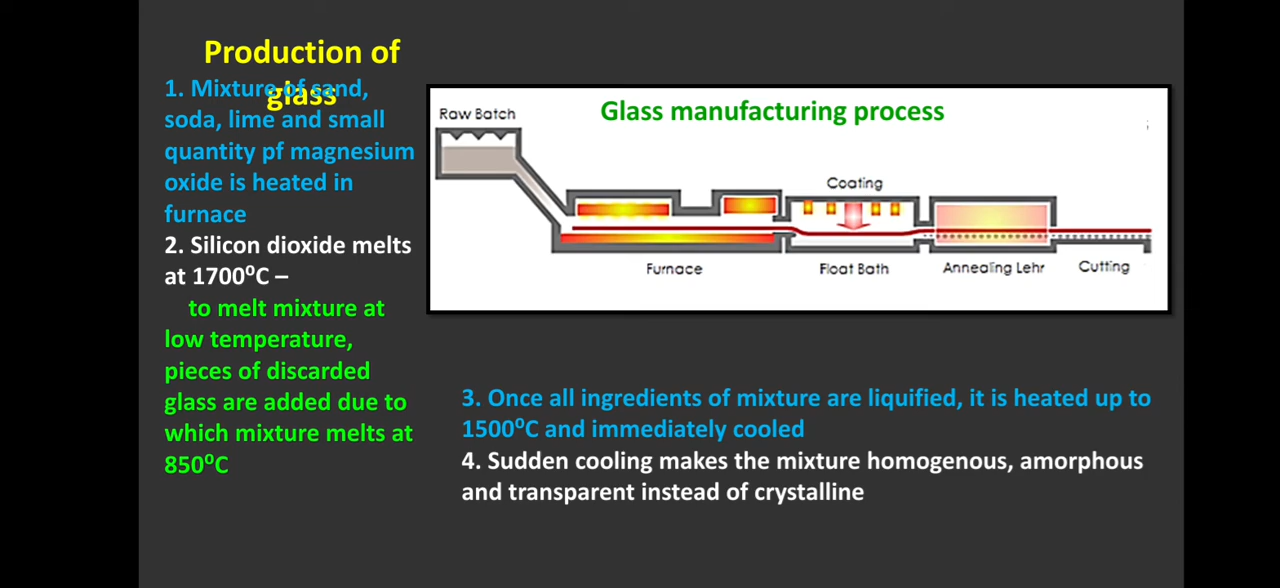 Production of
glass
1. Mixture of sand,
soda, lime and small
quantity pf magnesium
oxide is heated in
furnace
2. Silicon dioxide melts
at 1700⁰C –
to melt mixture at
low temperature,
pieces of discarded
glass are added due to
which mixture melts at
850⁰C
Glass manufacturing process
Raw Batch
Coating
Furnace
Float Bath
Annealing Lehr
Cutting
3. Once all ingredients of mixture are liquified, it is heated up to
1500⁰C and immediately cooled
4. Sudden cooling makes the mixture homogenous, amorphous
and transparent instead of crystalline